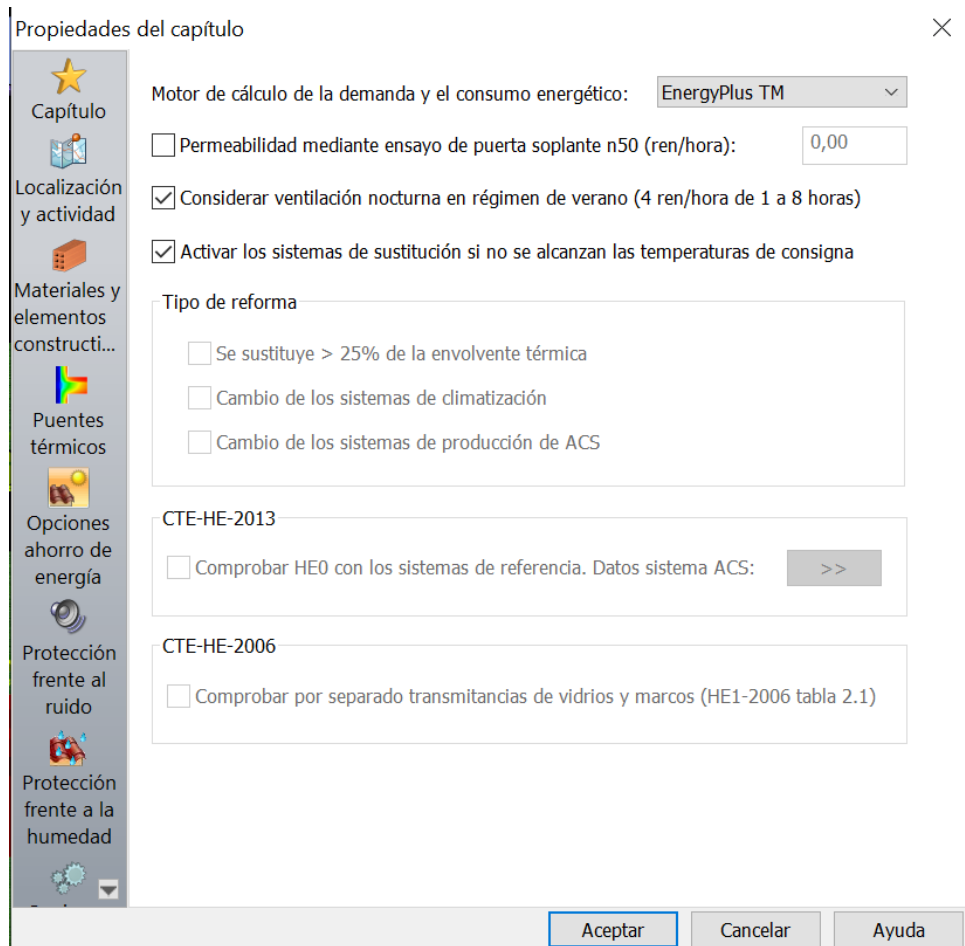 Propiedades del capítulo
Capítulo
Localización
y actividad
Materiales y
elementos
constructi...
Puentes
térmicos
Opciones
ahorro de
energía
Protección
frente al
ruido
Protección
frente a la
humedad
Motor de cálculo de la demanda y el consumo energético: EnergyPlus TM
Permeabilidad mediante ensayo de puerta soplante n50 (ren/hora): 0,00
Considerar ventilación nocturna en régimen de verano (4 ren/hora de 1 a 8 horas)
Activar los sistemas de sustitución si no se alcanzan las temperaturas de consigna
Tipo de reforma
Se sustituye > 25% de la envolvente térmica
Cambio de los sistemas de climatización
Cambio de los sistemas de producción de ACS
CTE-HE-2013
Comprobar HE0 con los sistemas de referencia. Datos sistema ACS: >>
CTE-HE-2006
Comprobar por separado transmitancias de vidrios y marcos (HE1-2006 tabla 2.1)
Aceptar Cancelar Ayuda